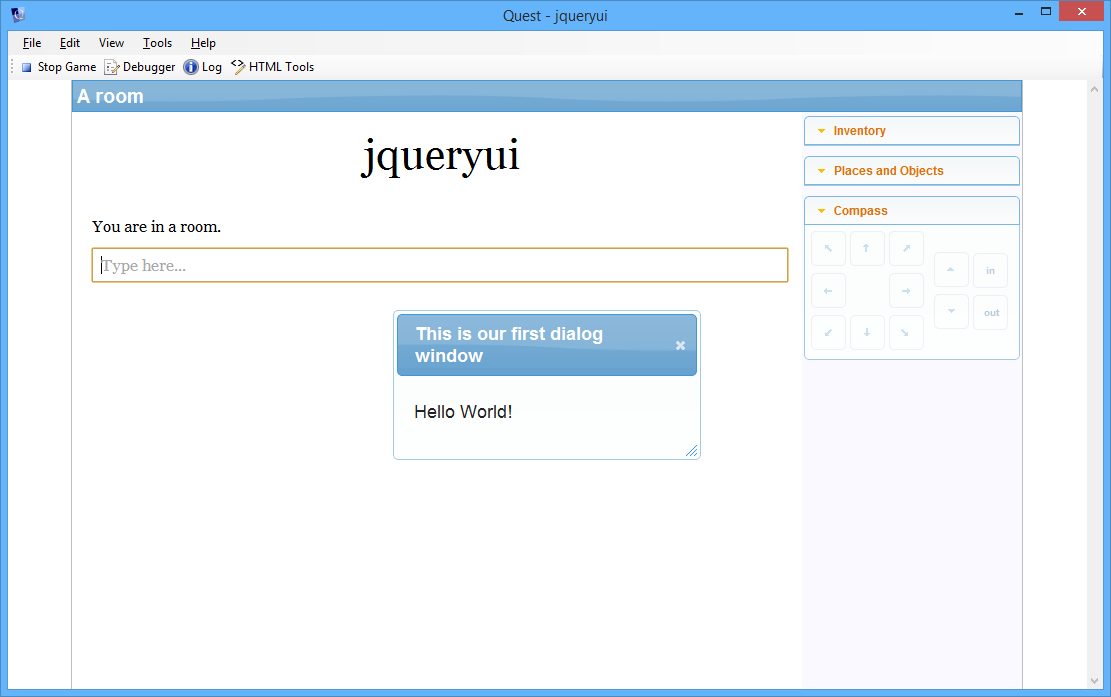 Quest - jqueryui
File Edit View Tools Help
Stop Game Debugger Log HTML Tools
A room
jqueryui
You are in a room.
Type here...
This is our first dialog
window
Hello World!
Inventory
Places and Objects
Compass
in
out